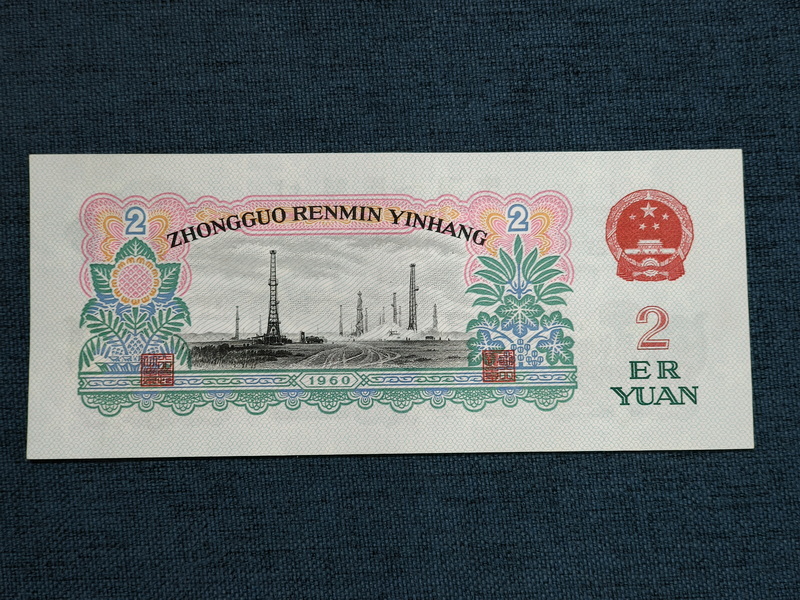 2
2
ZHONGGUO RENMIN YINHANG
2
ER
YUAN
1960